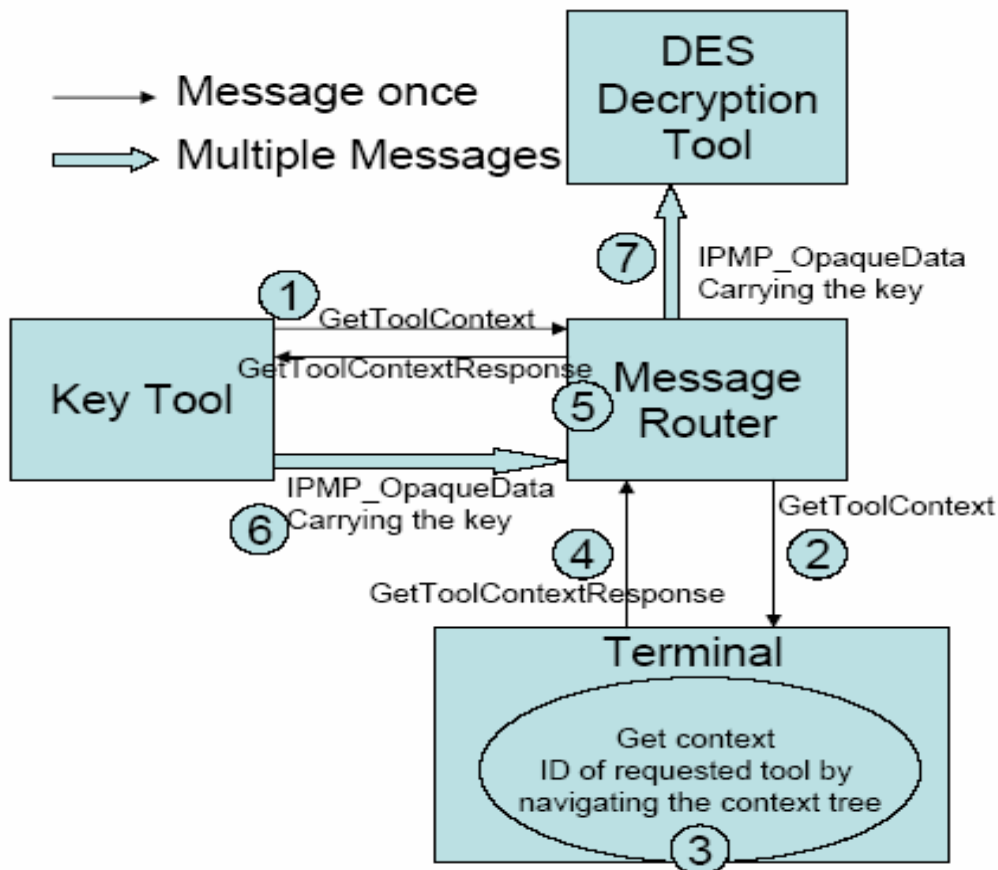 DES
Decryption
Tool
Message once
Multiple Messages
7
IPMP_OpaqueData
Carrying the key
1
GetToolContext
GetToolContextResponse
Key Tool
5
Message
Router
IPMP_OpaqueData
Carrying the key
6
GetToolContext
4
2
GetToolContextResponse
Terminal
Get context
ID of requested tool by
navigating the context tree
3